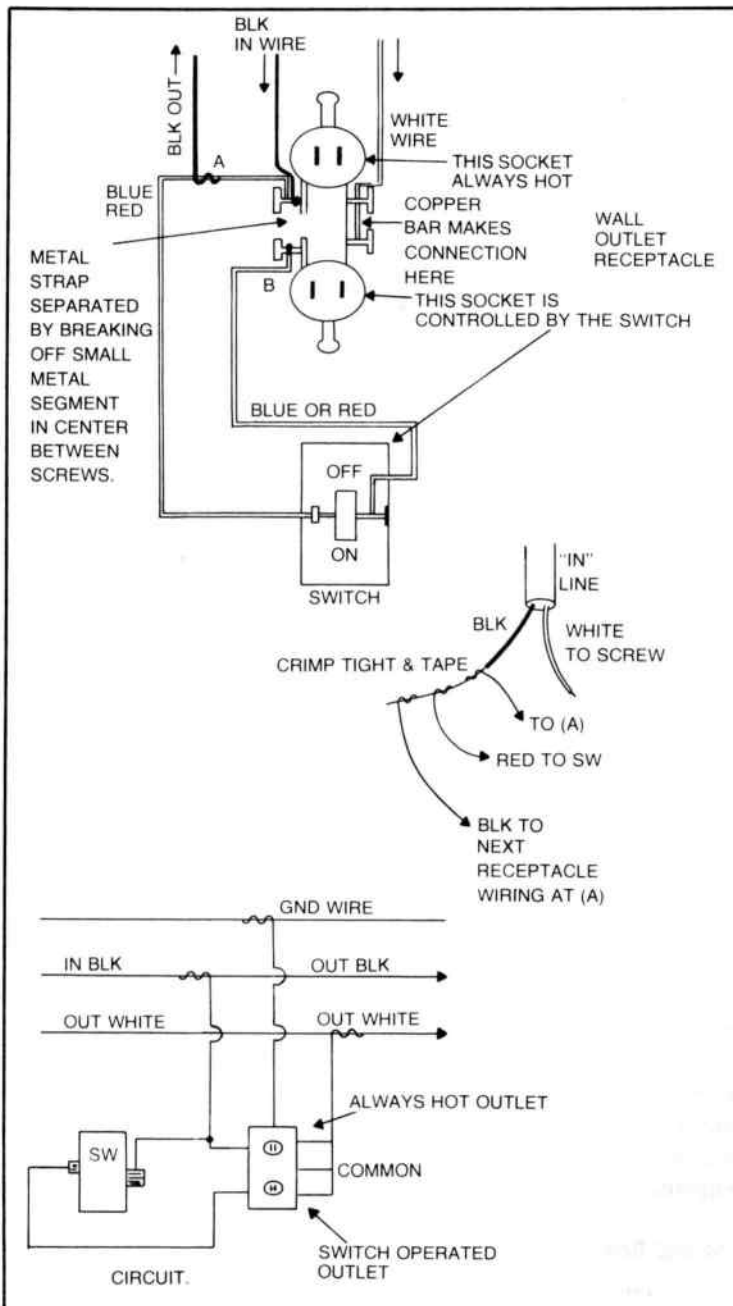 BLK
IN WIRE
BLK OUT
WHITE
WIRE
A
THIS SOCKET
ALWAYS HOT
BLUE
RED
COPPER
BAR MAKES
CONNECTION
HERE
WALL
OUTLET
RECEPTACLE
METAL
STRAP
SEPARATED
BY BREAKING
OFF SMALL
METAL
SEGMENT
IN CENTER
BETWEEN
SCREWS.
B
THIS SOCKET IS
CONTROLLED BY THE SWITCH
BLUE OR RED
OFF
ON
SWITCH
"IN"
LINE
BLK
WHITE
TO SCREW
CRIMP TIGHT & TAPE
TO (A)
RED TO SW
BLK TO
NEXT
RECEPTACLE
WIRING AT (A)
GND WIRE
IN BLK
OUT BLK
OUT WHITE
OUT WHITE
ALWAYS HOT OUTLET
SW
COMMON
SWITCH OPERATED
OUTLET
CIRCUIT.